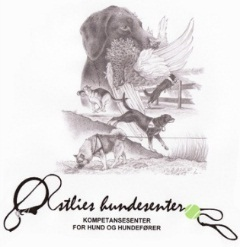 Østlies hundesenter
KOMPETANSESENTER
FOR HUND OG HUNDEFØRER